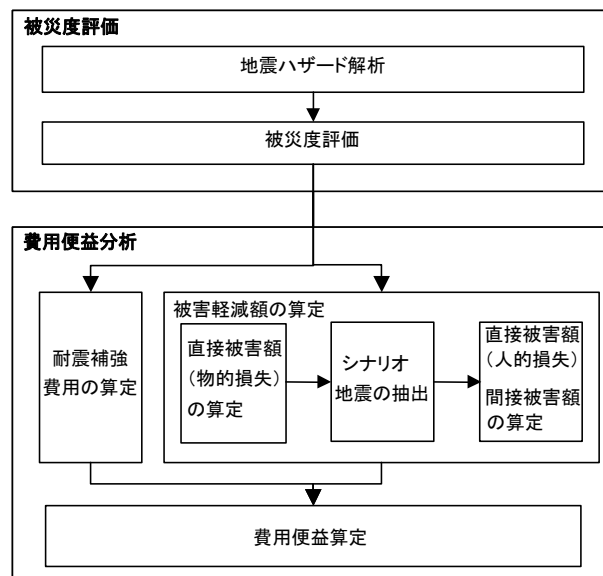 被災度評価
地震ハザード解析
被災度評価
費用便益分析
耐震補強
費用の算定
被害軽減額の算定
直接被害額
(物的損失)
の算定
シナリオ
地震の抽出
直接被害額
(人的損失)
間接被害額
の算定
費用便益算定